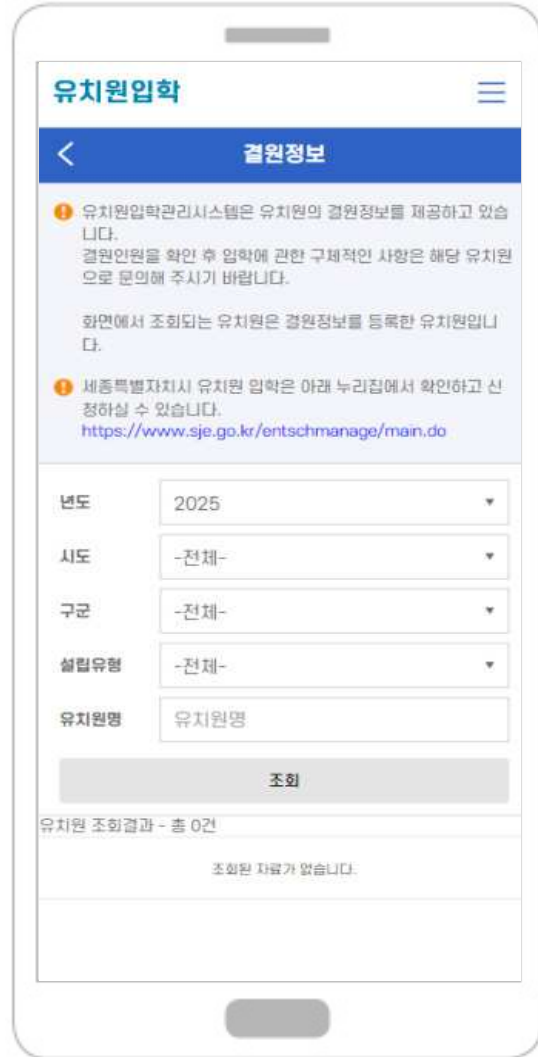 유치원입학
결원정보
유치원입학관리시스템은 유치원의 결원정보를 제공하고 있습
니다.
결원인원을 확인 후 입학에 관한 구체적인 사항은 해당 유치원
으로 문의해 주시기 바랍니다.
화면에서 조회되는 유치원은 결원정보를 등록한 유치원입니
다.
세종특별자치시 유치원 입학은 아래 누리집에서 확인하고 신
청하실 수 있습니다.
https://www.sje.go.kr/entschmanage/main.do
년도 2025
시도 -전체-
구군 -전체-
설립유형 -전체-
유치원명 유치원명
조회
유치원 조회결과 - 총 0건
조회된 자료가 없습니다.